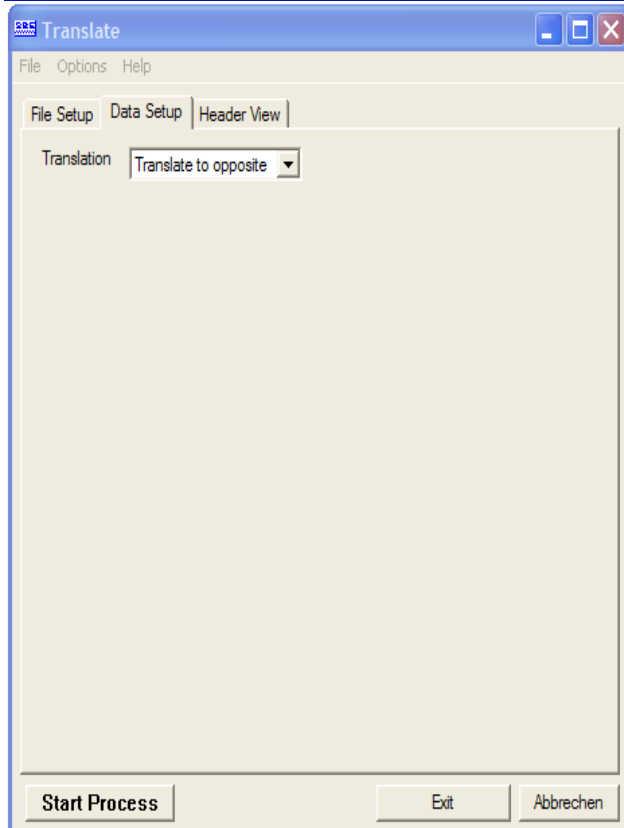 Translate
File Options Help
File Setup Data Setup Header View
Translation Translate to opposite
Start Process Exit Abbrechen